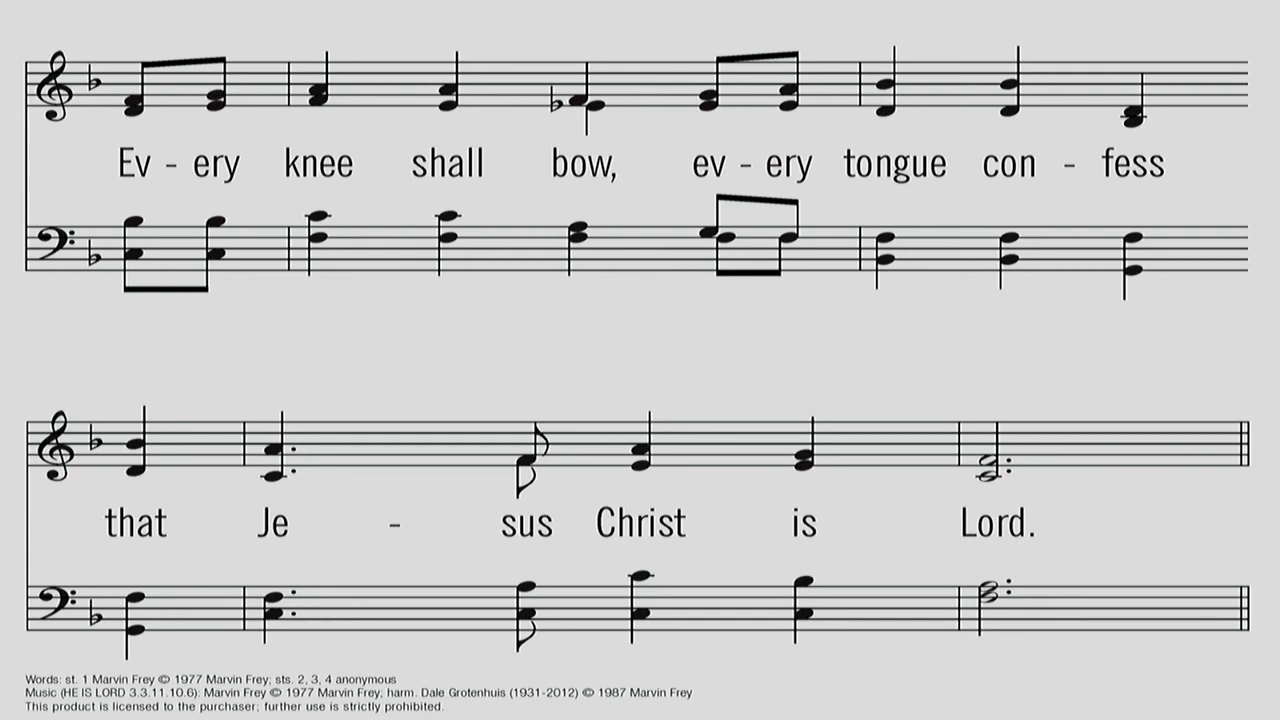 Ev - ery knee shall bow, ev - ery tongue con - fess
that Je - sus Christ is Lord.
Words: st. 1 Marvin Frey © 1977 Marvin Frey; sts. 2, 3, 4 anonymous
Music (HE IS LORD 3.3.11.10.6): Marvin Frey © 1977 Marvin Frey; harm. Dale Grotenhuis (1931-2012) © 1987 Marvin Frey
This product is licensed to the purchaser; further use is strictly prohibited.